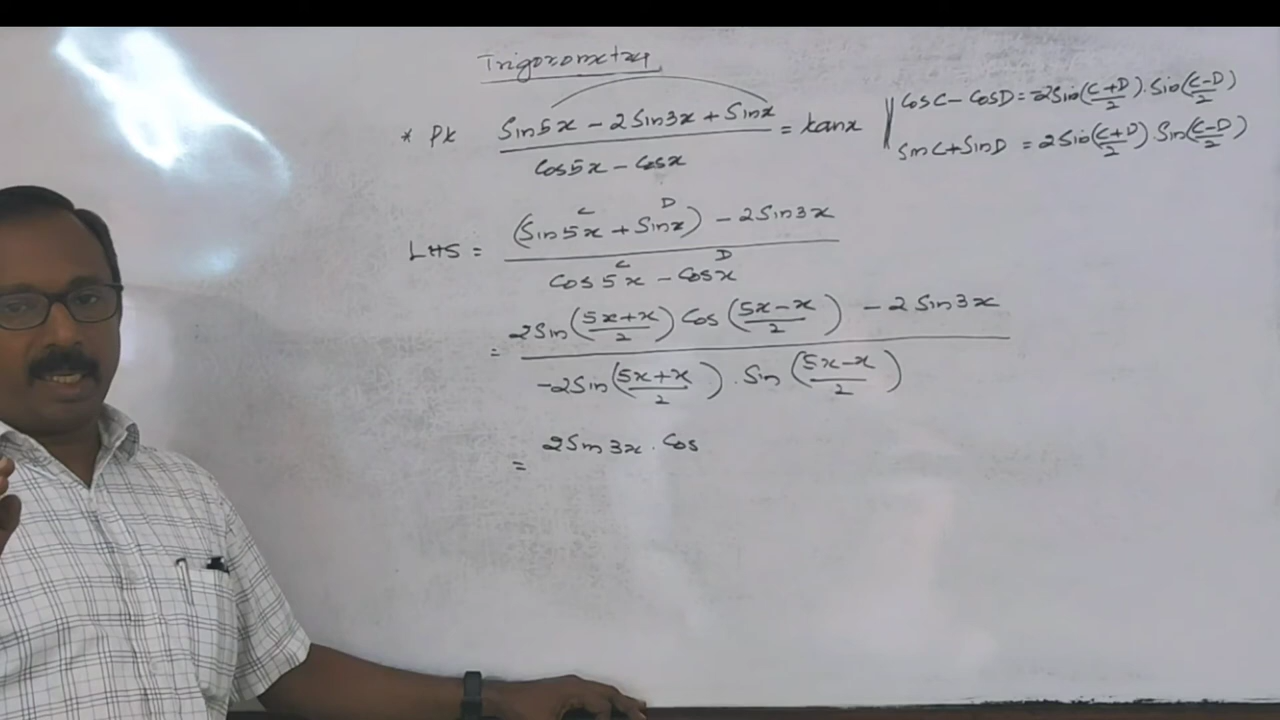 Trigonometry
* PK (Sin5x - 2Sin3x + Sinx) / (Cos5x - Cosx) = tanx
CosC - CosD = -2Sin((C+D)/2) . Sin((C-D)/2)
SinC + SinD = 2Sin((C+D)/2) . Sin((C-D)/2)
C D
LHS = ((Sin5x + Sinx) - 2Sin3x) / (Cos5x - Cosx)
C D
= (2Sin((5x+x)/2) Cos((5x-x)/2) - 2Sin3x) / (-2Sin((5x+x)/2) . Sin((5x-x)/2))
= 2Sin3x . Cos